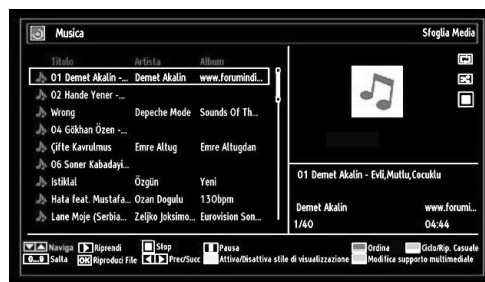 Musica
Sfoglia Media
Titolo Artista Album
01 Demet Akalin -... Demet Akalin www.forumindi...
02 Hande Yener -...
Wrong Depeche Mode Sounds Of Th...
04 Gökhan Özen -...
Çifte Kavrulmus Emre Altug Emre Altugdan
06 Soner Kabadayi...
Istiklal Özgün Yeni
Hata feat. Mustafa... Ozan Dogulu 130bpm
Lane Moje (Serbia... Zeljko Joksimo... Eurovision Son...
01 Demet Akalin - Evli,Mutlu,Cocuklu
Demet Akalin www.forumi...
1/40 04:44
Naviga Riprendi Stop Pausa Ordina Ciclo/Rip. Casuale
0...9 Salta OK Riproduci File Prec/Succ Attiva/Disattiva stile di visualizzazione Modifica supporto multimediale